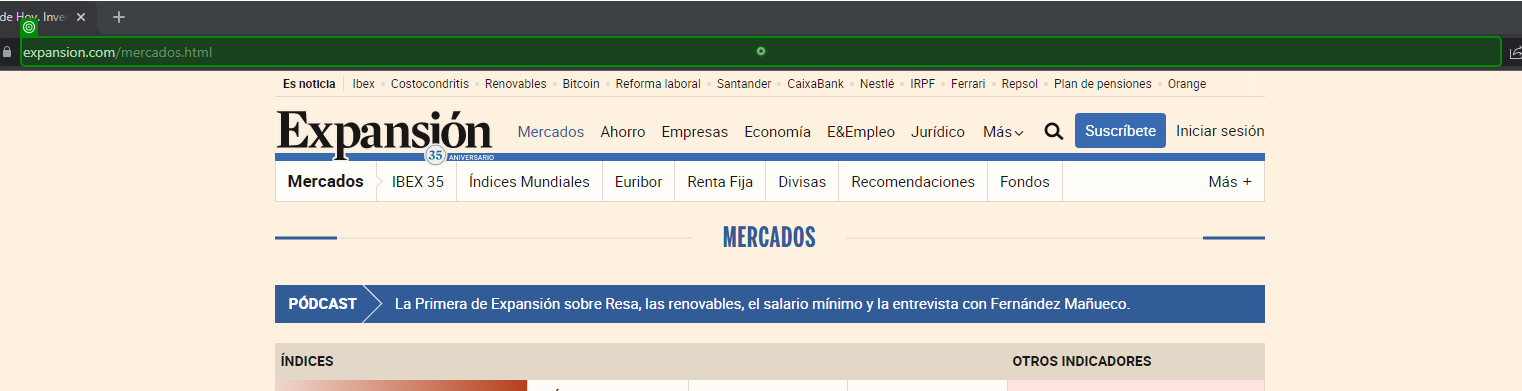 de Hoy, Inve
expansion.com/mercados.html
Es noticia Ibex Costocondritis Renovables Bitcoin Reforma laboral Santander CaixaBank Nestlé IRPF Ferrari Repsol Plan de pensiones Orange
Expansión
35 ANIVERSARIO
Mercados Ahorro Empresas Economía E&Empleo Jurídico Más Suscríbete Iniciar sesión
Mercados IBEX 35 Índices Mundiales Euribor Renta Fija Divisas Recomendaciones Fondos Más +
MERCADOS
PÓDCAST La Primera de Expansión sobre Resa, las renovables, el salario mínimo y la entrevista con Fernández Mañueco.
ÍNDICES OTROS INDICADORES